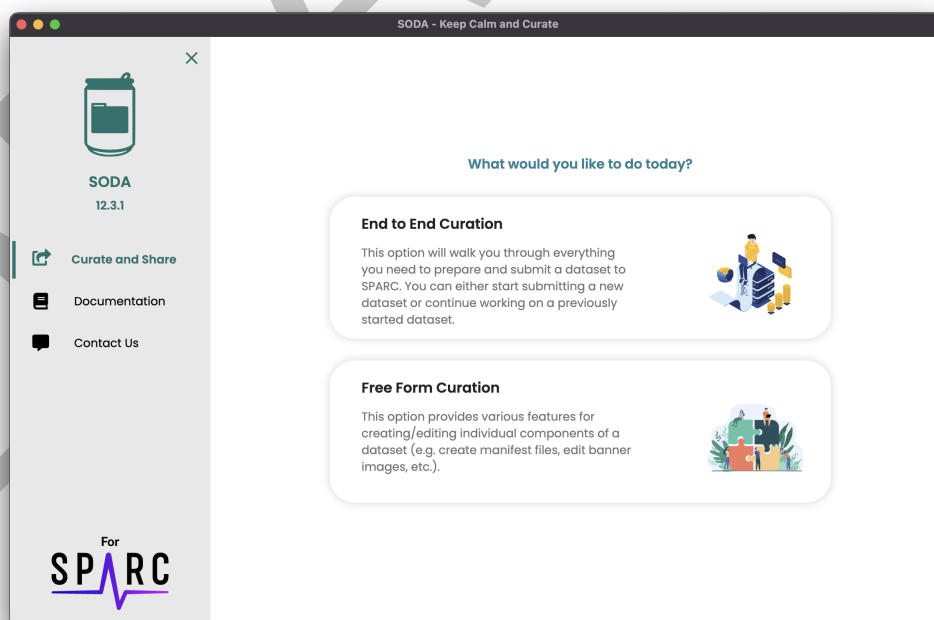 SODA - Keep Calm and Curate
SODA
12.3.1
Curate and Share
Documentation
Contact Us
For
SPARC
What would you like to do today?
End to End Curation
This option will walk you through everything
you need to prepare and submit a dataset to
SPARC. You can either start submitting a new
dataset or continue working on a previously
started dataset.
Free Form Curation
This option provides various features for
creating/editing individual components of a
dataset (e.g. create manifest files, edit banner
images, etc.).